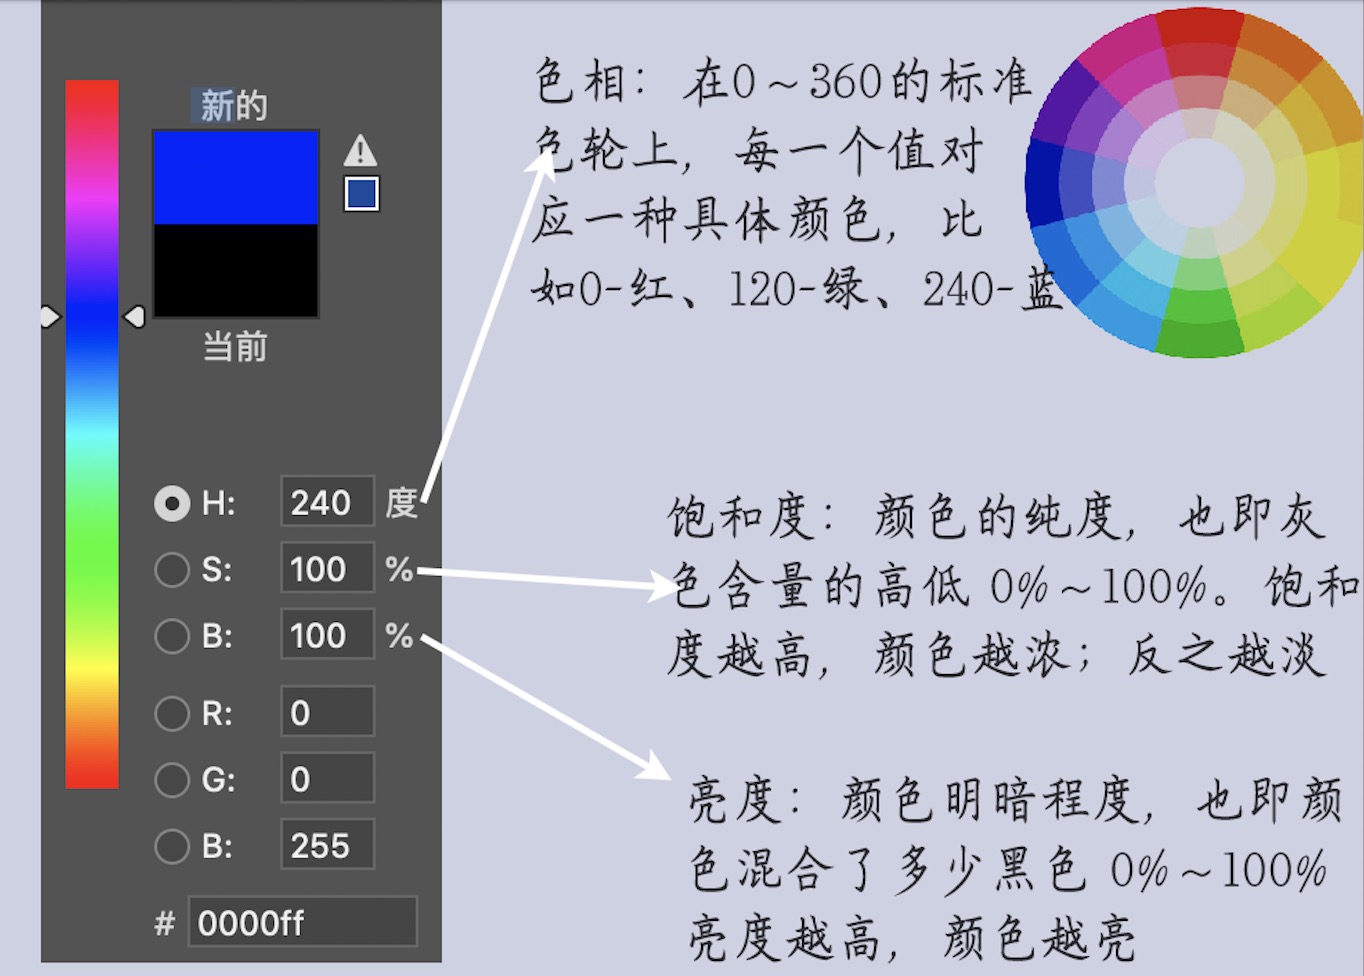 新的
当前
H: 240 度
S: 100 %
B: 100 %
R: 0
G: 0
B: 255
# 0000ff
色相：在0～360的标准
色轮上，每一个值对
应一种具体颜色，比
如0-红、120-绿、240-蓝
饱和度：颜色的纯度，也即灰
色含量的高低 0%～100%。饱和
度越高，颜色越浓；反之越淡
亮度：颜色明暗程度，也即颜
色混合了多少黑色 0%～100%
亮度越高，颜色越亮